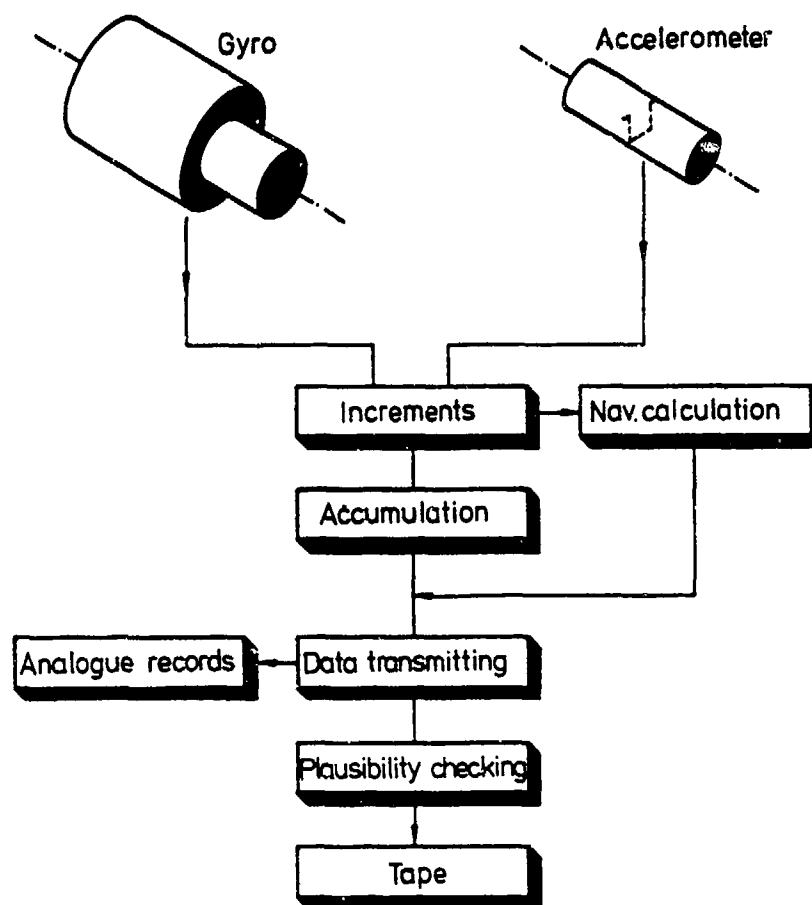 Gyro
Accelerometer
Increments
Nav. calculation
Accumulation
Analogue records
Data transmitting
Plausibility checking
Tape